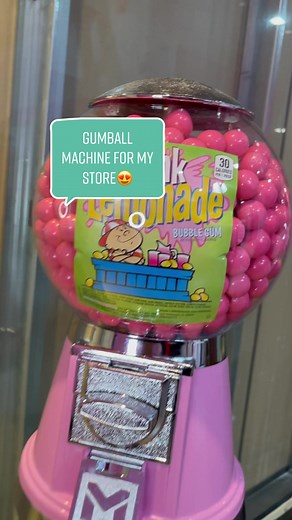 GUMBALL
MACHINE FOR MY
STORE😍
30
CALORIES
Lemonade
BUBBLE GUM